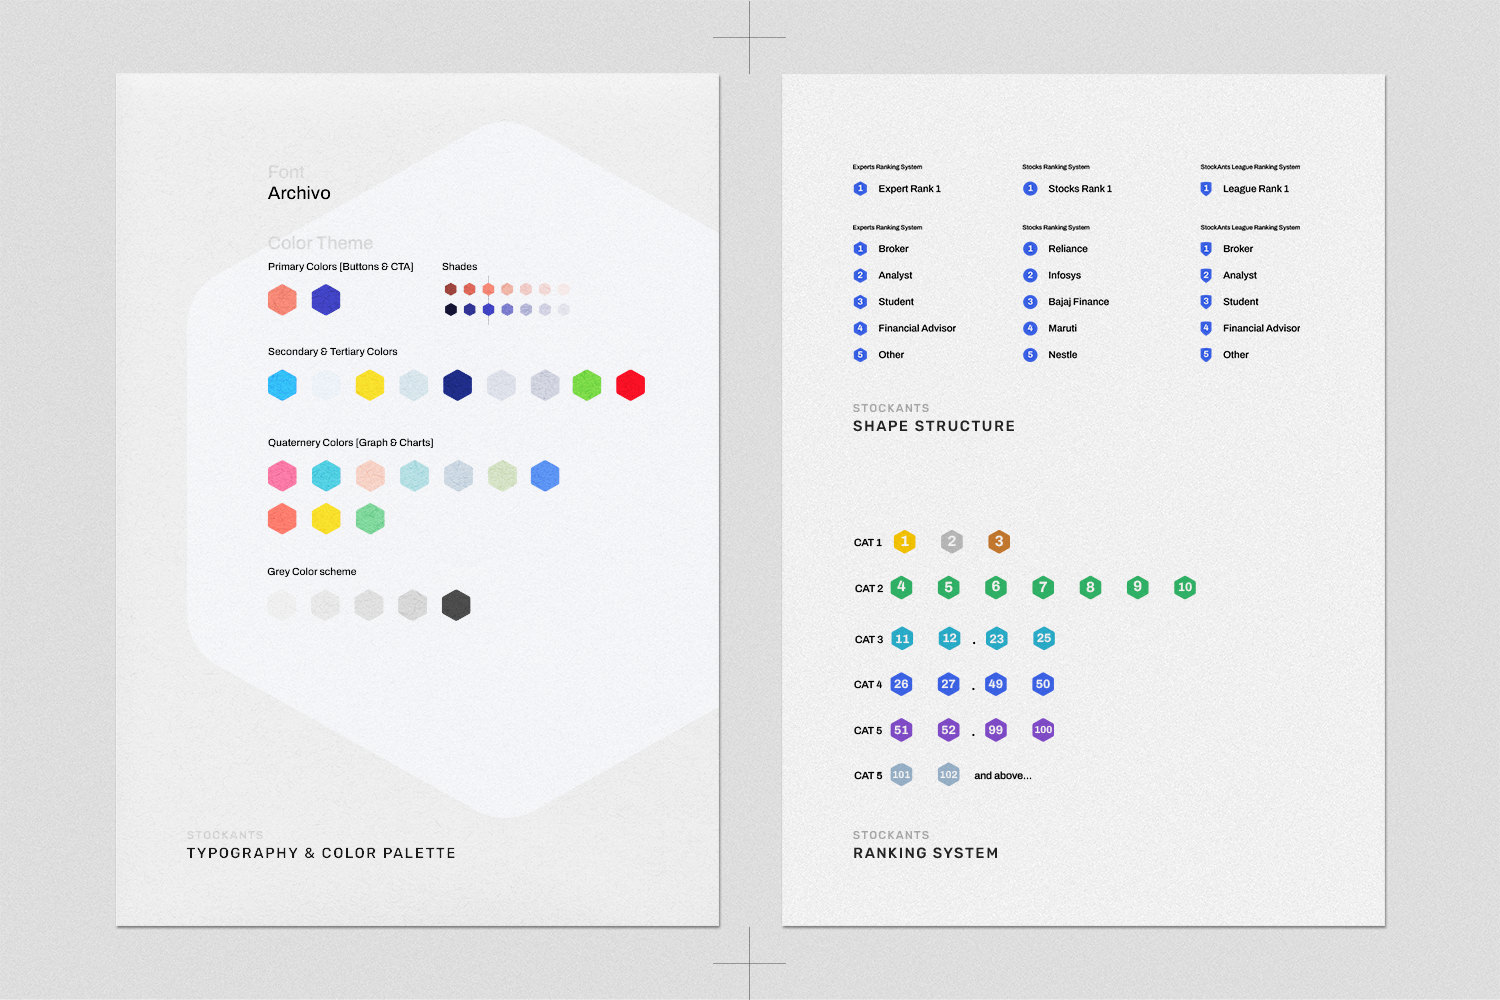 Font
Archivo
Color Theme
Primary Colors [Buttons & CTA]
Shades
Secondary & Tertiary Colors
Quaternery Colors [Graph & Charts]
Grey Color scheme
STOCKANTS
TYPOGRAPHY & COLOR PALETTE
Experts Ranking System
1 Expert Rank 1
Stocks Ranking System
1 Stocks Rank 1
StockAnts League Ranking System
1 League Rank 1
Experts Ranking System
1 Broker
2 Analyst
3 Student
4 Financial Advisor
5 Other
Stocks Ranking System
1 Reliance
2 Infosys
3 Bajaj Finance
4 Maruti
5 Nestle
StockAnts League Ranking System
1 Broker
2 Analyst
3 Student
4 Financial Advisor
5 Other
STOCKANTS
SHAPE STRUCTURE
CAT 1 1 2 3
CAT 2 4 5 6 7 8 9 10
CAT 3 11 12 . 23 25
CAT 4 26 27 . 49 50
CAT 5 51 52 . 99 100
CAT 5 101 102 and above...
STOCKANTS
RANKING SYSTEM